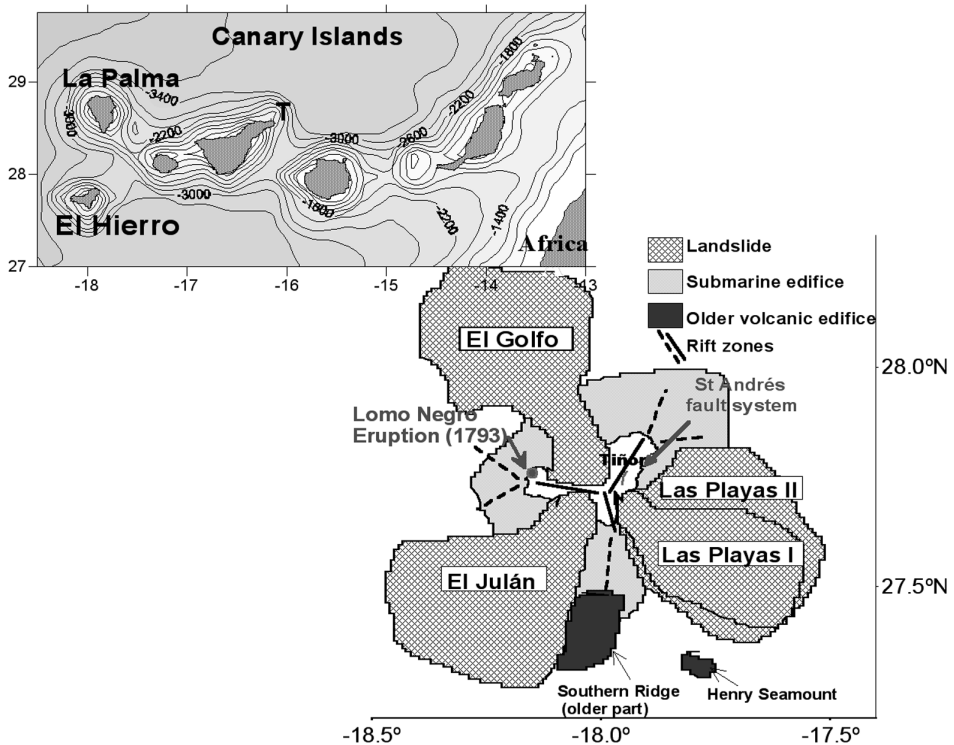 Canary Islands
La Palma
-3400
-1800
29
-3000
T
-2200
-2200
-3000
-2600
28
-3000
-1800
-2200
-1400
El Hierro
Africa
27
-18
-17
-16
-15
-14
-13
Landslide
Submarine edifice
Older volcanic edifice
Rift zones
El Golfo
28.0ºN
St Andrés
fault system
Lomo Negro
Eruption (1793)
Tiñor
Las Playas II
Las Playas I
El Julán
27.5ºN
Southern Ridge
(older part)
Henry Seamount
-18.5º
-18.0º
-17.5º